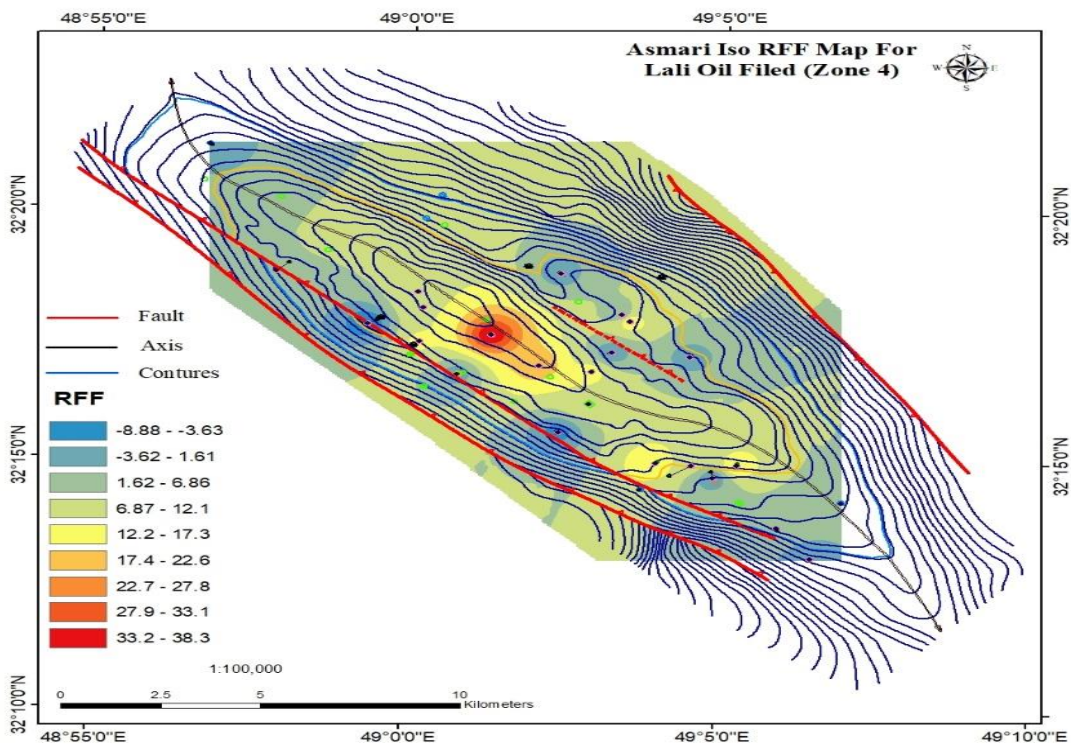 48°55'0"E 49°0'0"E 49°5'0"E
Asmari Iso RFF Map For
Lali Oil Filed (Zone 4)
N
W E
S
32°20'0"N
32°20'0"N
Fault
Axis
Contures
RFF
-8.88 - -3.63
-3.62 - 1.61
1.62 - 6.86
6.87 - 12.1
12.2 - 17.3
17.4 - 22.6
22.7 - 27.8
27.9 - 33.1
33.2 - 38.3
32°15'0"N
32°15'0"N
1:100,000
0 2.5 5 10
Kilometers
32°10'0"N
48°55'0"E 49°0'0"E 49°5'0"E 49°10'0"E